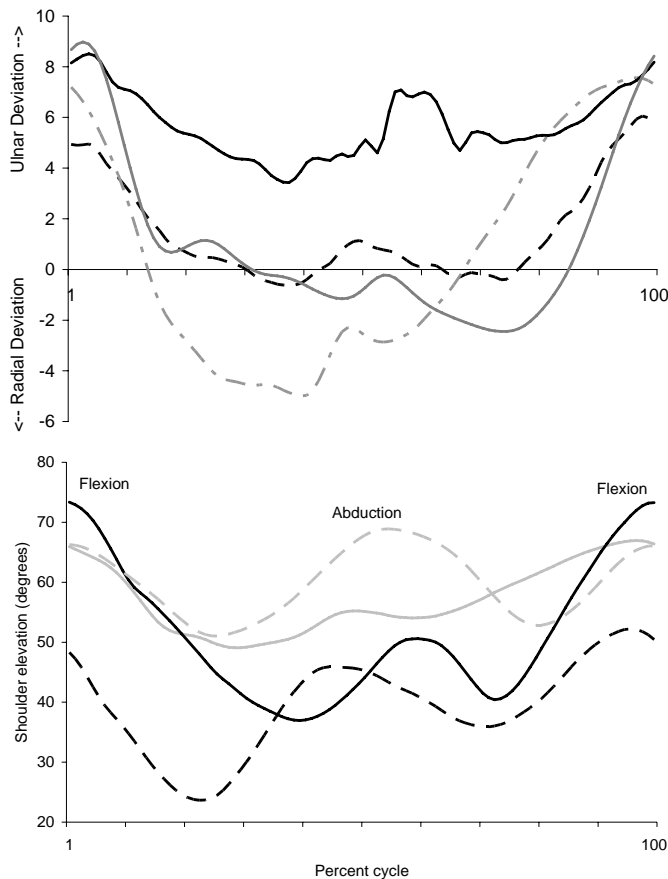 Ulnar Deviation -->
<-- Radial Deviation
10
8
6
4
2
0
-2
-4
-6
1
100
Shoulder elevation (degrees)
80
70
60
50
40
30
20
Flexion
Abduction
Flexion
1
100
Percent cycle